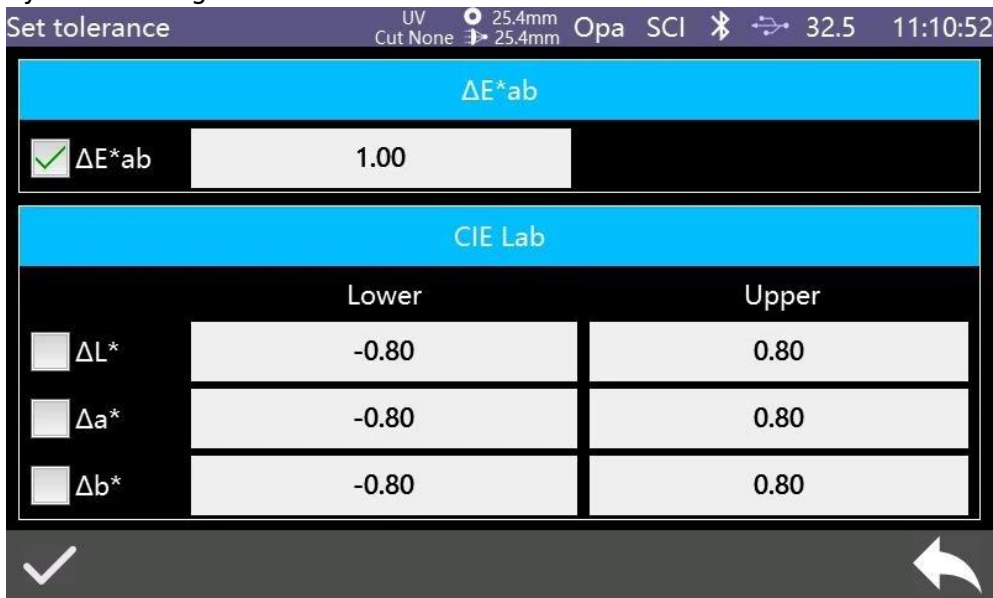 Set tolerance
UV 25.4mm
Cut None 25.4mm
Opa SCI 32.5 11:10:52
ΔE*ab
ΔE*ab 1.00
CIE Lab
Lower Upper
ΔL* -0.80 0.80
Δa* -0.80 0.80
Δb* -0.80 0.80